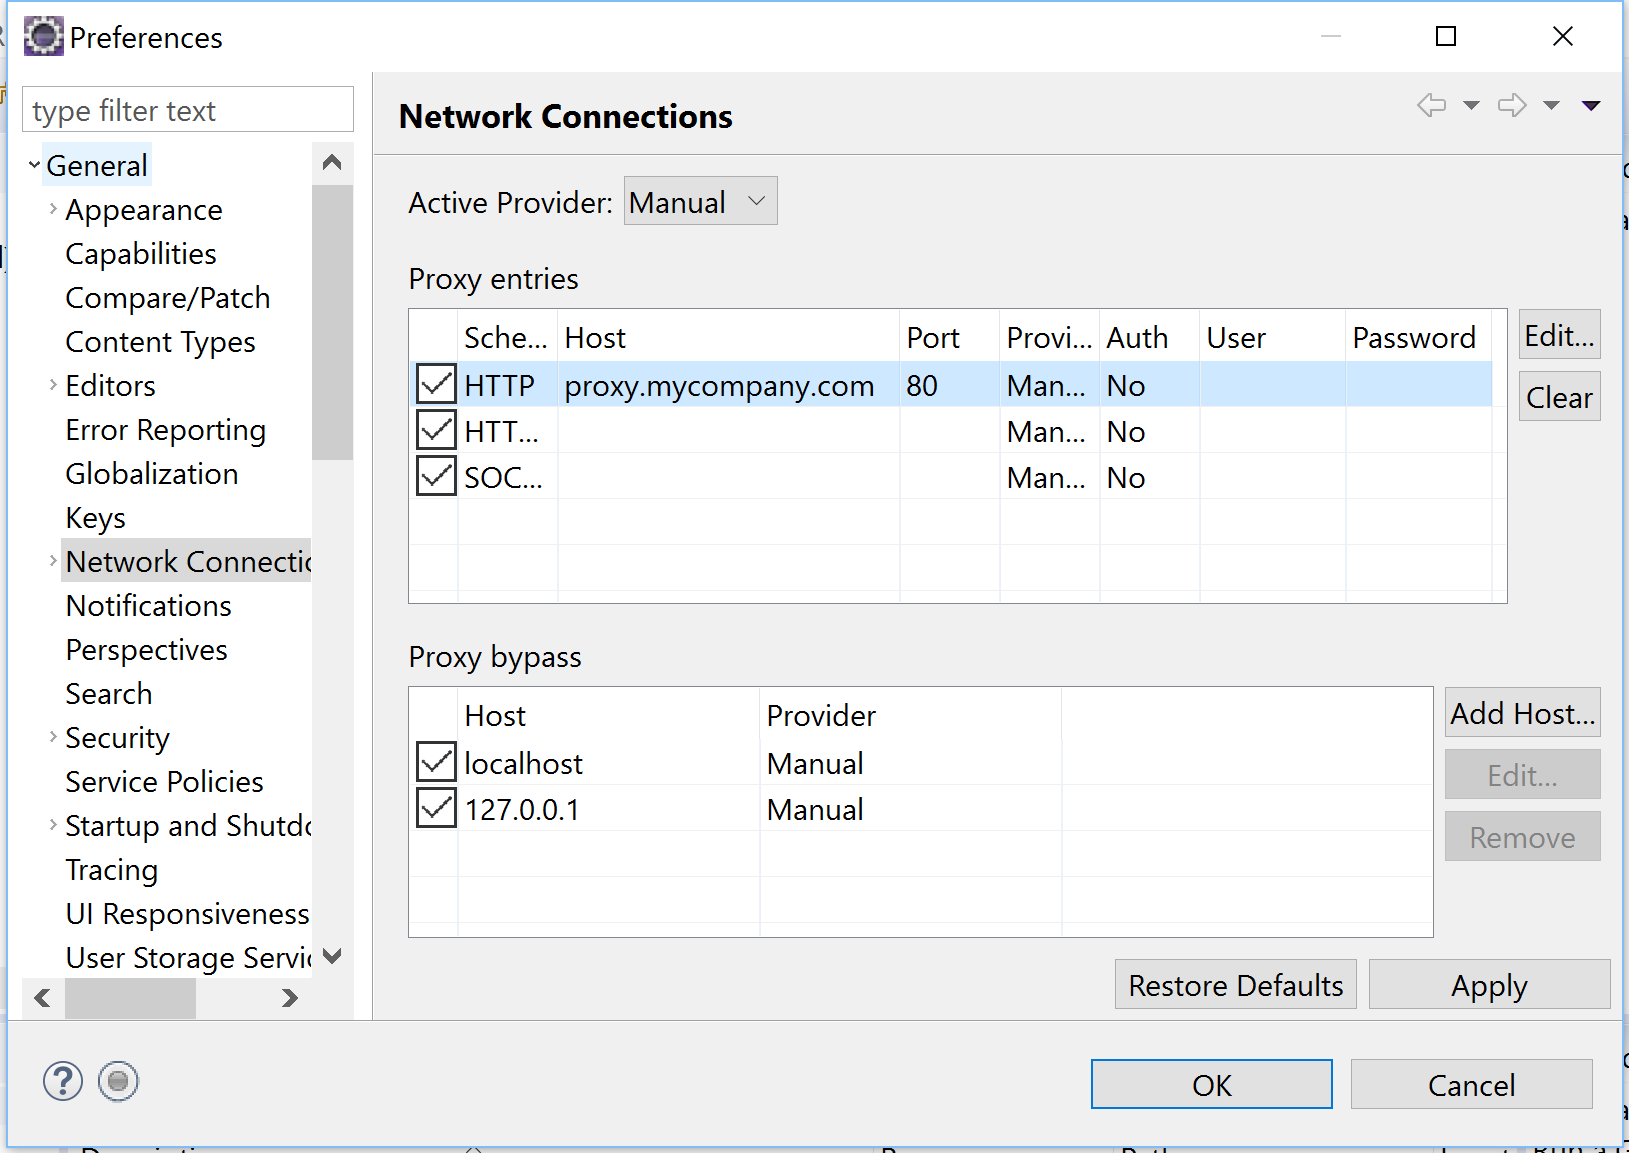 Preferences
type filter text
General
Appearance
Capabilities
Compare/Patch
Content Types
Editors
Error Reporting
Globalization
Keys
Network Connectic
Notifications
Perspectives
Search
Security
Service Policies
Startup and Shutdo
Tracing
UI Responsiveness
User Storage Servic
Network Connections
Active Provider: Manual
Proxy entries
Sche... Host Port Provi... Auth User Password
HTTP proxy.mycompany.com 80 Man... No
HTT... Man... No
SOC... Man... No
Edit...
Clear
Proxy bypass
Host Provider
localhost Manual
127.0.0.1 Manual
Add Host...
Edit...
Remove
Restore Defaults Apply
OK Cancel